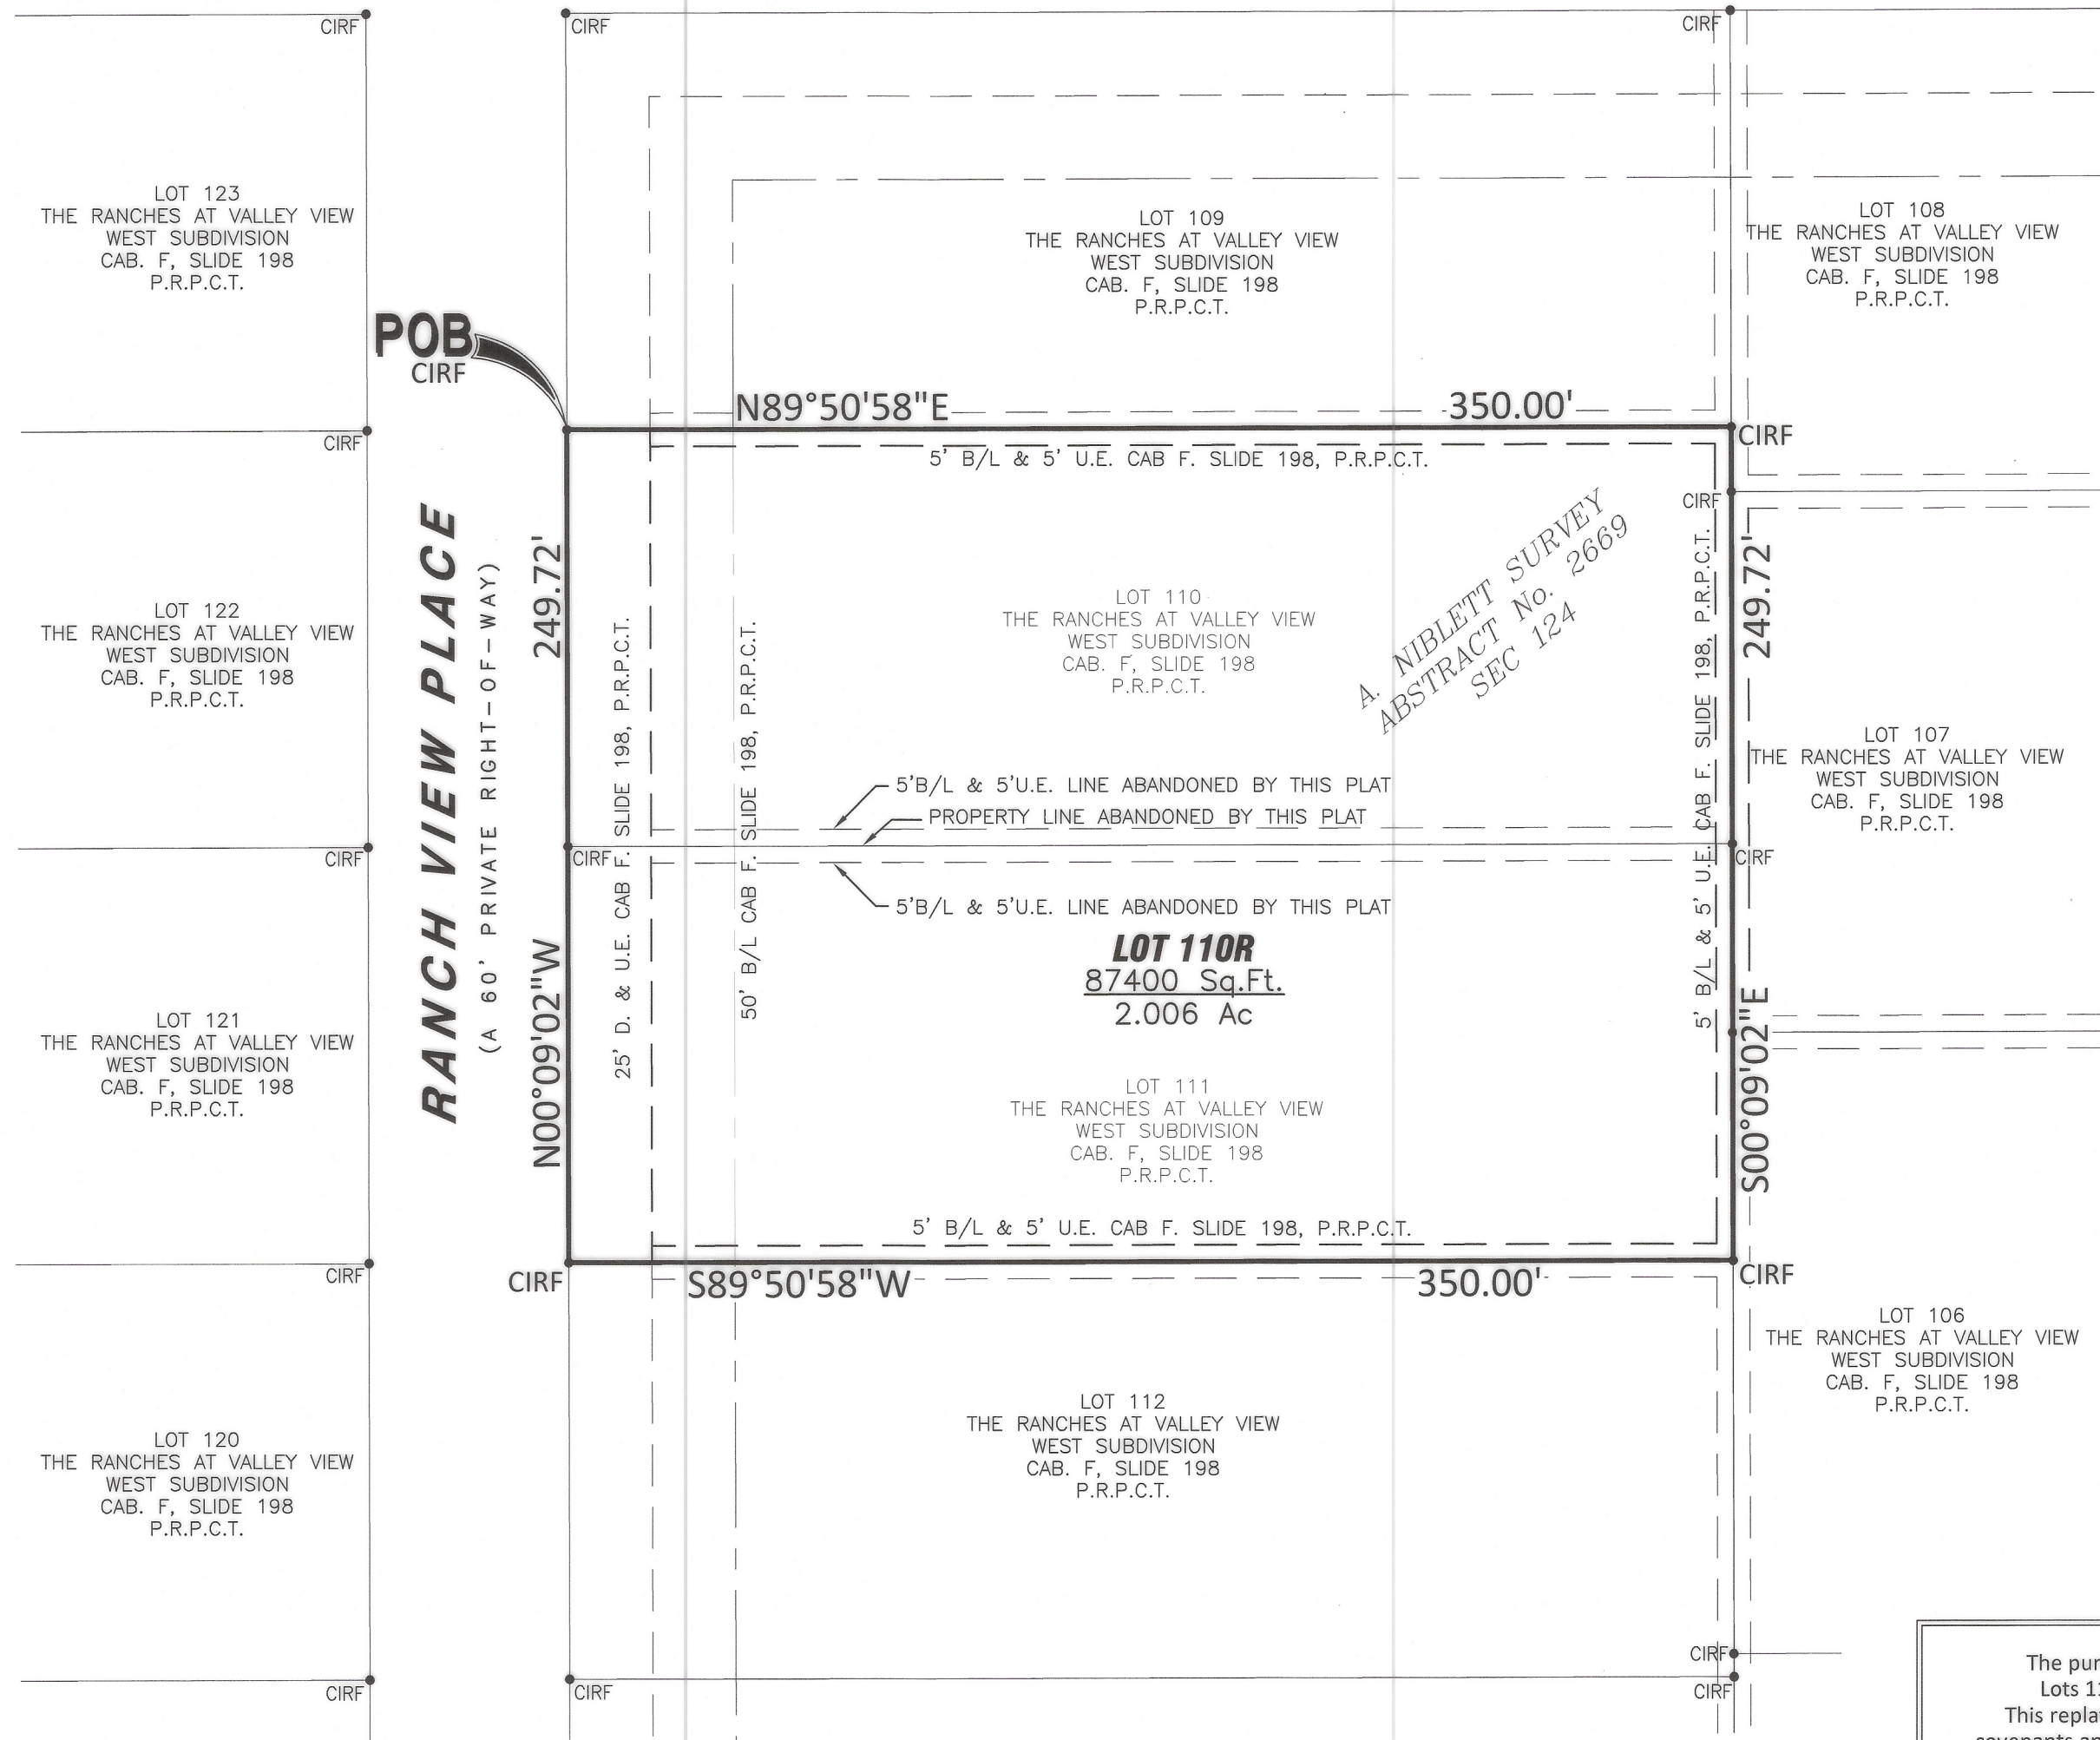 CIRF
CIRF
CIRF
LOT 123
THE RANCHES AT VALLEY VIEW
WEST SUBDIVISION
CAB. F, SLIDE 198
P.R.P.C.T.
LOT 109
THE RANCHES AT VALLEY VIEW
WEST SUBDIVISION
CAB. F, SLIDE 198
P.R.P.C.T.
LOT 108
THE RANCHES AT VALLEY VIEW
WEST SUBDIVISION
CAB. F, SLIDE 198
P.R.P.C.T.
POB
CIRF
N89°50'58"E
350.00'
CIRF
CIRF
5' B/L & 5' U.E. CAB F. SLIDE 198, P.R.P.C.T.
CIRF
A. NIBLETT SURVEY
ABSTRACT No. 2669
SEC 124
RANCH VIEW PLACE
(A 60' PRIVATE RIGHT-OF-WAY)
249.72'
N00°09'02"W
25' D. & U.E. CAB F. SLIDE 198, P.R.P.C.T.
50' B/L CAB F. SLIDE 198, P.R.P.C.T.
LOT 110
THE RANCHES AT VALLEY VIEW
WEST SUBDIVISION
CAB. F, SLIDE 198
P.R.P.C.T.
5' B/L & 5' U.E. CAB F. SLIDE 198, P.R.P.C.T.
249.72'
S00°09'02"E
LOT 122
THE RANCHES AT VALLEY VIEW
WEST SUBDIVISION
CAB. F, SLIDE 198
P.R.P.C.T.
LOT 107
THE RANCHES AT VALLEY VIEW
WEST SUBDIVISION
CAB. F, SLIDE 198
P.R.P.C.T.
5'B/L & 5'U.E. LINE ABANDONED BY THIS PLAT
PROPERTY LINE ABANDONED BY THIS PLAT
CIRF
CIRF
CIRF
5'B/L & 5'U.E. LINE ABANDONED BY THIS PLAT
LOT 110R
87400 Sq.Ft.
2.006 Ac
LOT 121
THE RANCHES AT VALLEY VIEW
WEST SUBDIVISION
CAB. F, SLIDE 198
P.R.P.C.T.
LOT 111
THE RANCHES AT VALLEY VIEW
WEST SUBDIVISION
CAB. F, SLIDE 198
P.R.P.C.T.
5' B/L & 5' U.E. CAB F. SLIDE 198, P.R.P.C.T.
CIRF
CIRF
S89°50'58"W
350.00'
CIRF
LOT 106
THE RANCHES AT VALLEY VIEW
WEST SUBDIVISION
CAB. F, SLIDE 198
P.R.P.C.T.
LOT 112
THE RANCHES AT VALLEY VIEW
WEST SUBDIVISION
CAB. F, SLIDE 198
P.R.P.C.T.
LOT 120
THE RANCHES AT VALLEY VIEW
WEST SUBDIVISION
CAB. F, SLIDE 198
P.R.P.C.T.
CIRF
CIRF
CIRF
CIRF
The pur
Lots 11
This repla